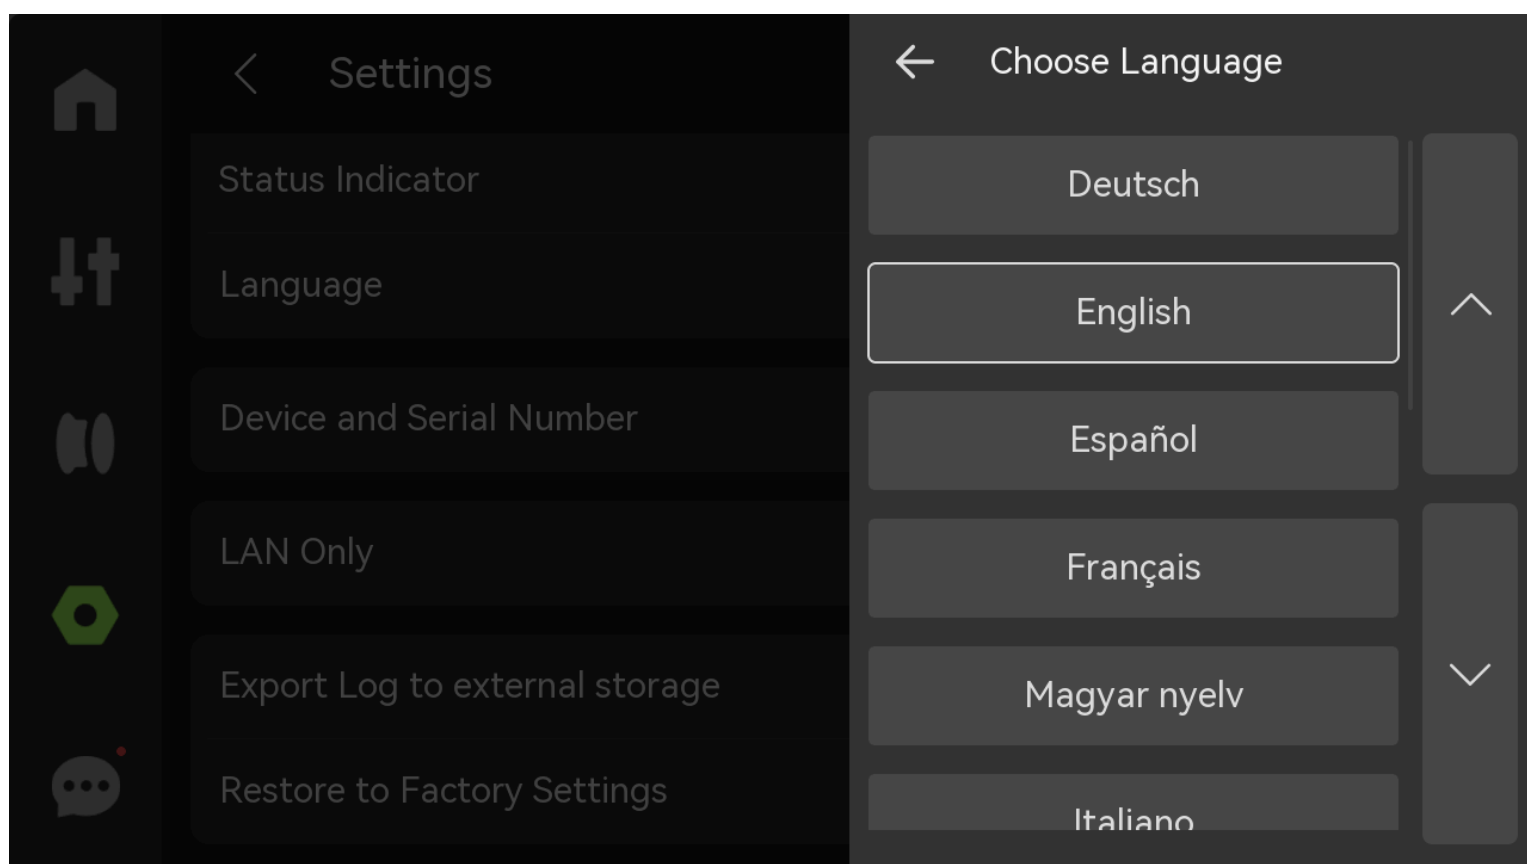 Settings
Status Indicator
Language
Device and Serial Number
LAN Only
Export Log to external storage
Restore to Factory Settings
Choose Language
Deutsch
English
Español
Français
Magyar nyelv
Italiano